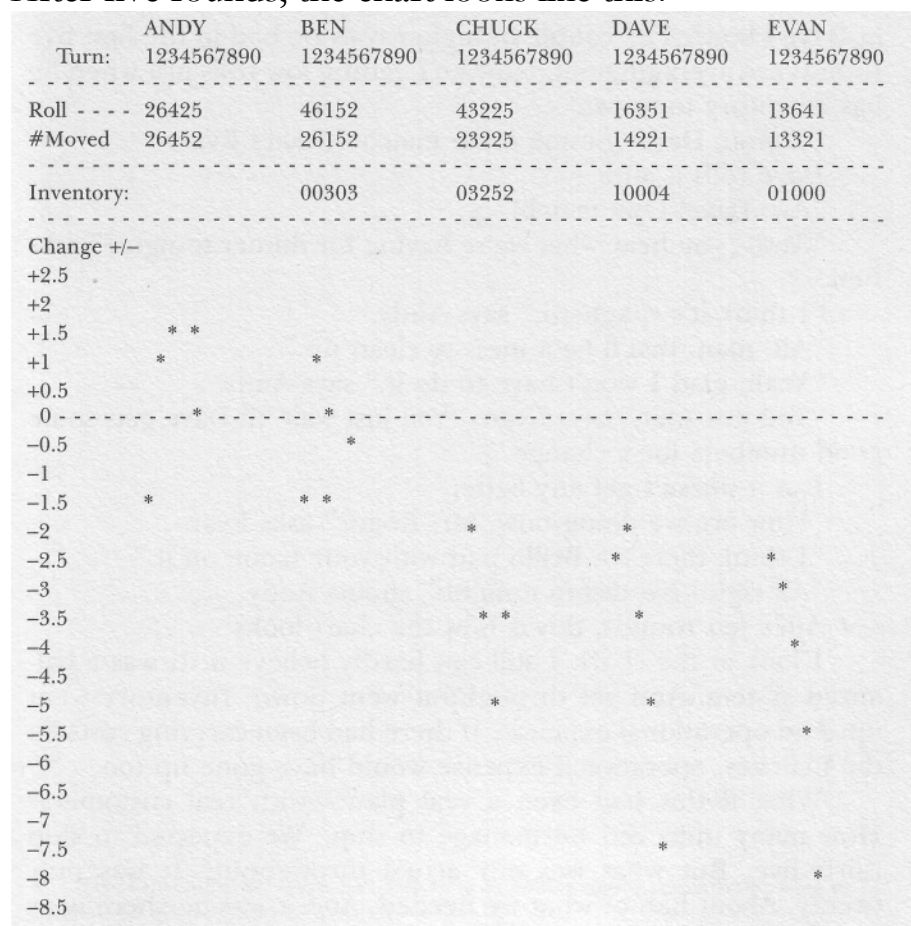 After five rounds, the chart looks like this:
ANDY BEN CHUCK DAVE EVAN
Turn: 1234567890 1234567890 1234567890 1234567890 1234567890
Roll - - - - 26425 46152 43225 16351 13641
#Moved 26452 26152 23225 14222 13321
Inventory: 00303 03252 10004 01000
Change +/–
+2.5
+2
+1.5 * *
+1 * *
+0.5
0 * *
–0.5 *
–1
–1.5 * * *
–2 * *
–2.5 * *
–3 *
–3.5 * * *
–4 *
–4.5
–5 * *
–5.5 *
–6
–6.5
–7
–7.5 *
–8 *
–8.5